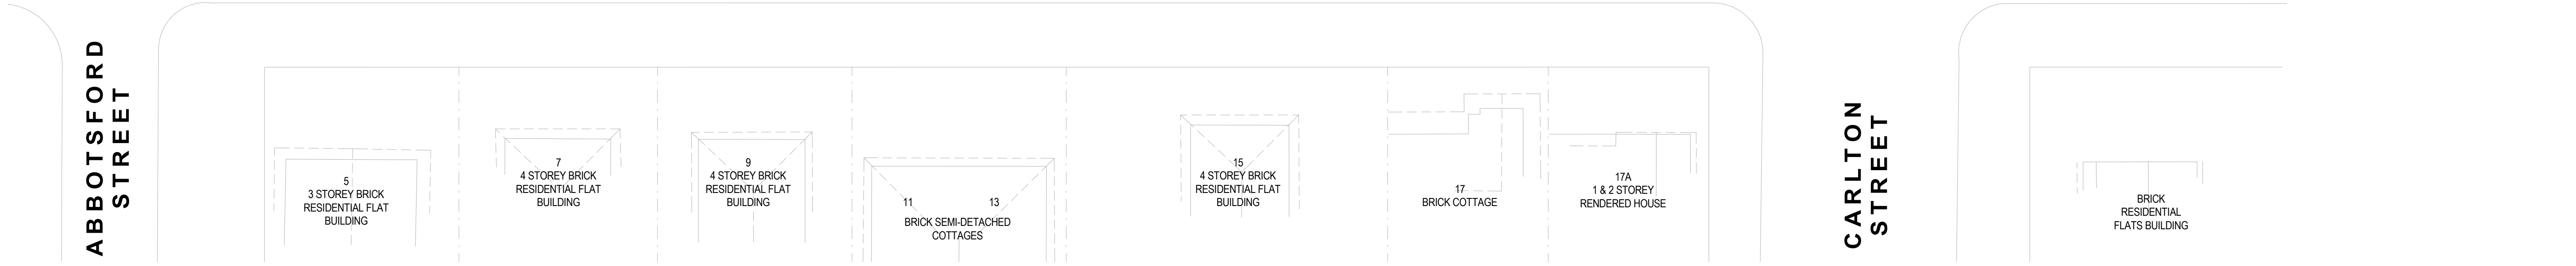 ABBOTSFORD
STREET
5
3 STOREY BRICK
RESIDENTIAL FLAT
BUILDING
7
4 STOREY BRICK
RESIDENTIAL FLAT
BUILDING
9
4 STOREY BRICK
RESIDENTIAL FLAT
BUILDING
11 13
BRICK SEMI-DETACHED
COTTAGES
15
4 STOREY BRICK
RESIDENTIAL FLAT
BUILDING
17
BRICK COTTAGE
17A
1 & 2 STOREY
RENDERED HOUSE
CARLTON
STREET
BRICK
RESIDENTIAL
FLATS BUILDING